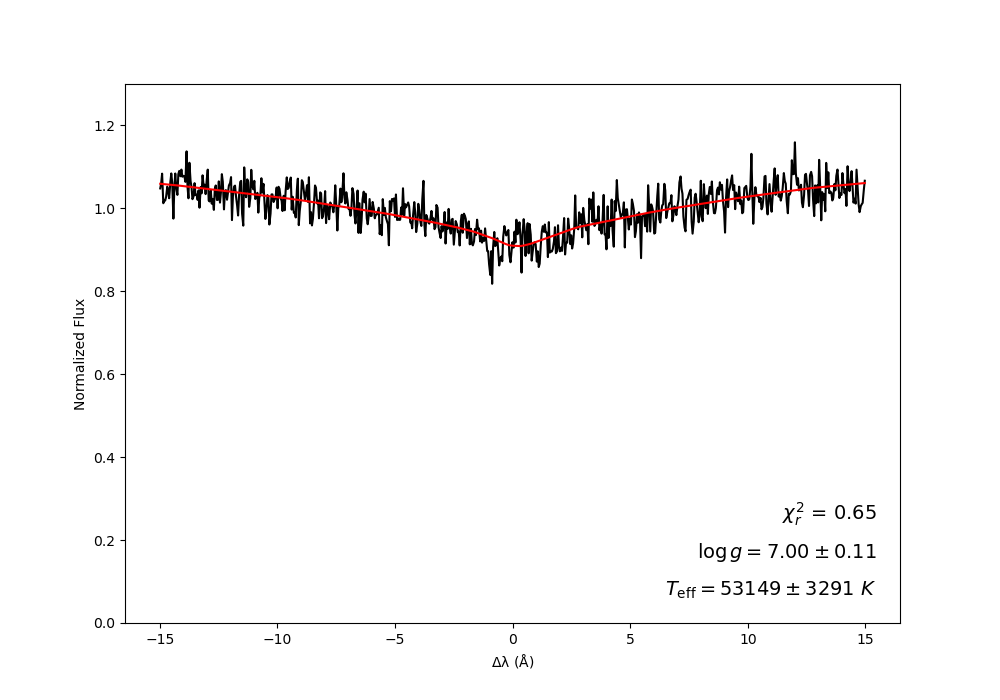 1.2
1.0
0.8
0.6
0.4
0.2
0.0
Normalized Flux
χ²ᵣ = 0.65
log g = 7.00 ± 0.11
T_eff = 53149 ± 3291 K
−15 −10 −5 0 5 10 15
Δλ (Å)